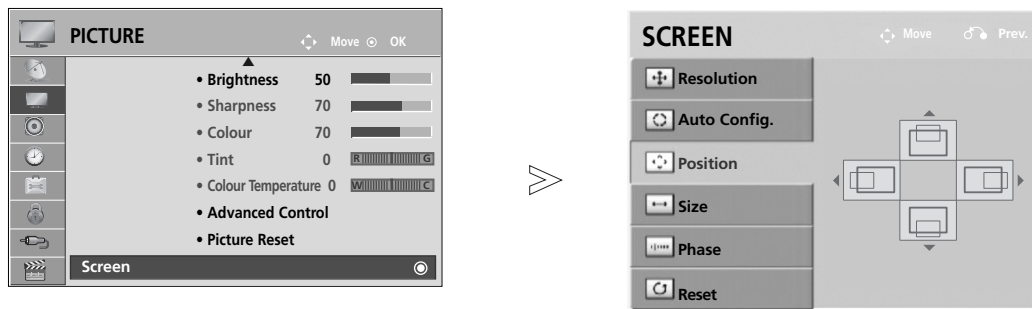 PICTURE
Move OK
• Brightness 50
• Sharpness 70
• Colour 70
• Tint 0 R G
• Colour Temperature 0 W C
• Advanced Control
• Picture Reset
Screen
SCREEN
Move Prev.
Resolution
Auto Config.
Position
Size
Phase
Reset